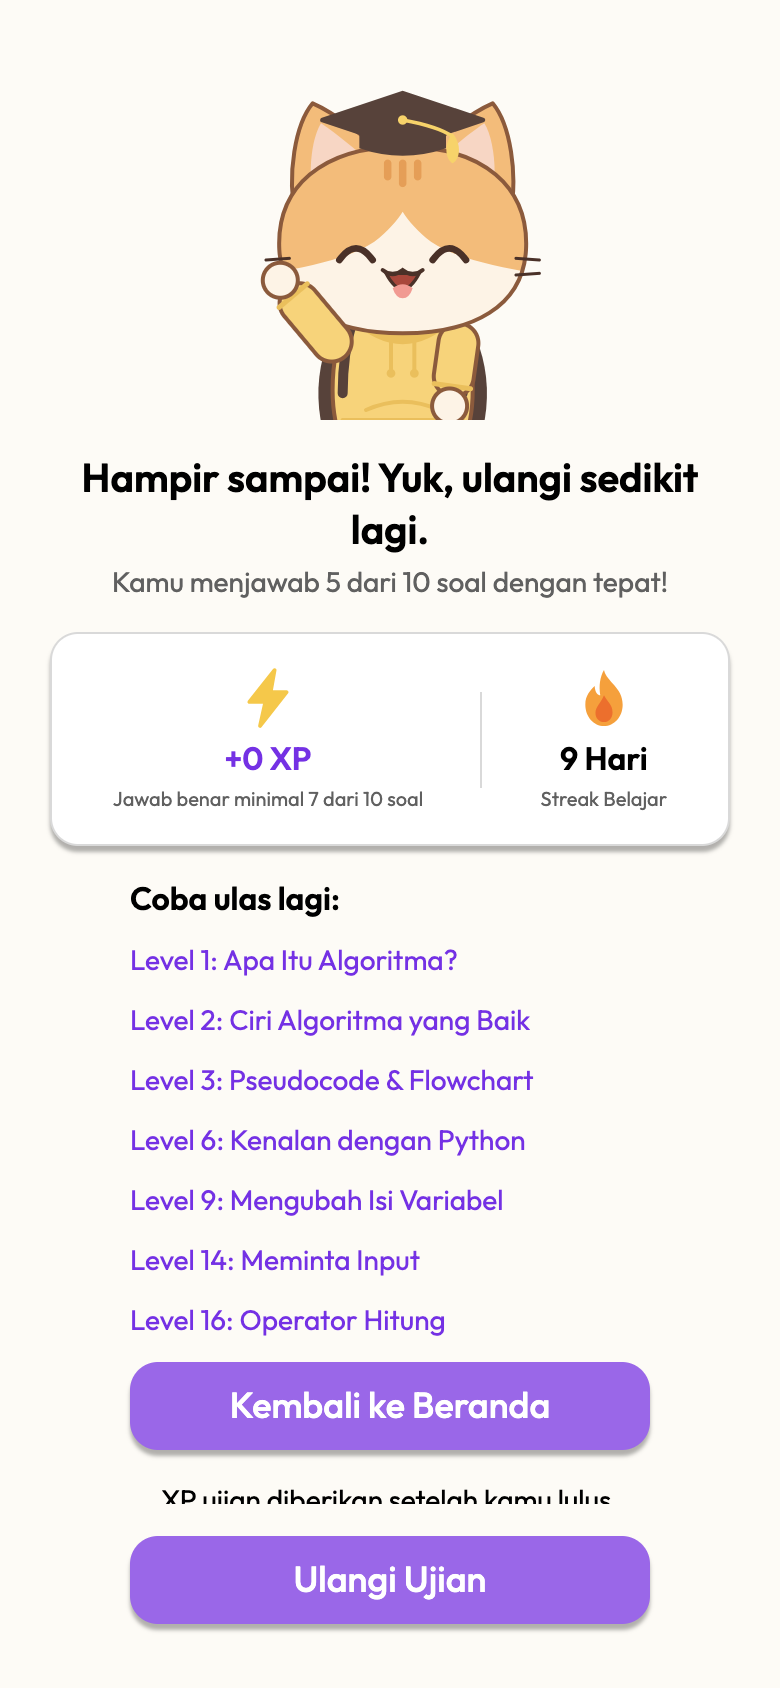 Hampir sampai! Yuk, ulangi sedikit
lagi.
Kamu menjawab 5 dari 10 soal dengan tepat!
+0 XP
Jawab benar minimal 7 dari 10 soal
9 Hari
Streak Belajar
Coba ulas lagi:
Level 1: Apa Itu Algoritma?
Level 2: Ciri Algoritma yang Baik
Level 3: Pseudocode & Flowchart
Level 6: Kenalan dengan Python
Level 9: Mengubah Isi Variabel
Level 14: Meminta Input
Level 16: Operator Hitung
Kembali ke Beranda
XP ujian diberikan setelah kamu lulus
Ulangi Ujian